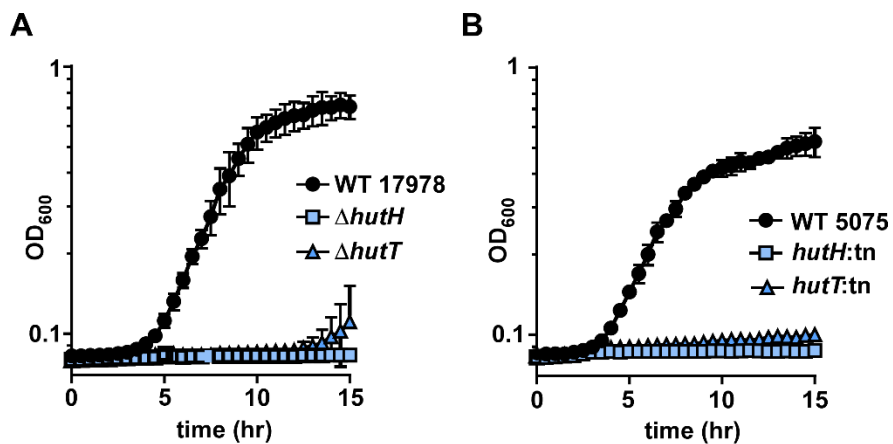 A
1
OD600
0.1
0
5
10
15
time (hr)
WT 17978
ΔhutH
ΔhutT
B
1
OD600
0.1
0
5
10
15
time (hr)
WT 5075
hutH:tn
hutT:tn